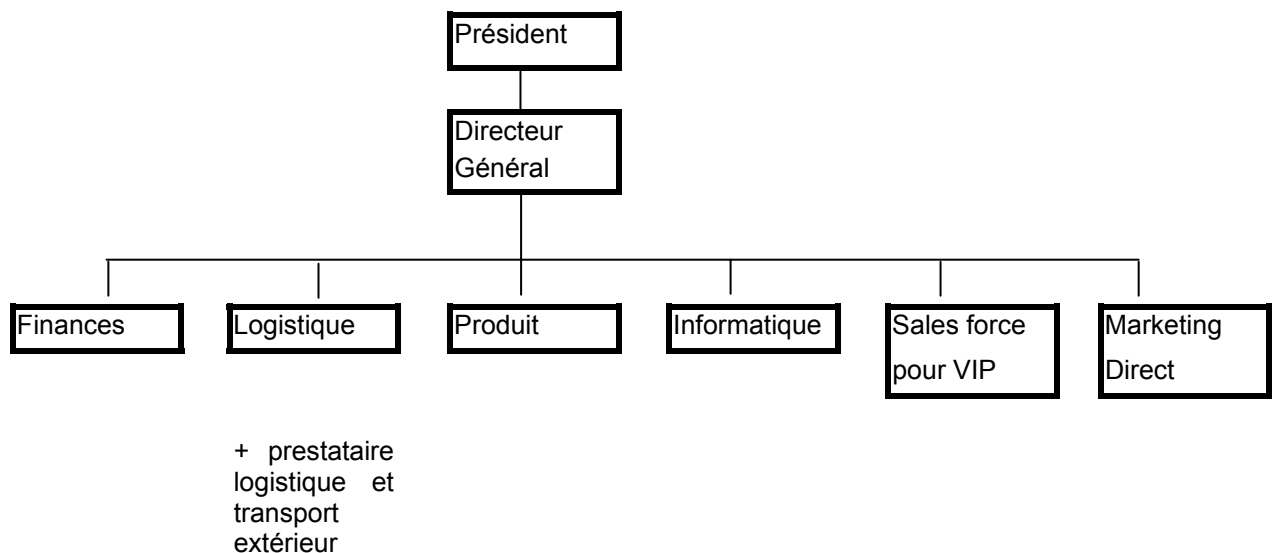 Président
Directeur
Général
Finances
Logistique
Produit
Informatique
Sales force
pour VIP
Marketing
Direct
+ prestataire
logistique et
transport
extérieur